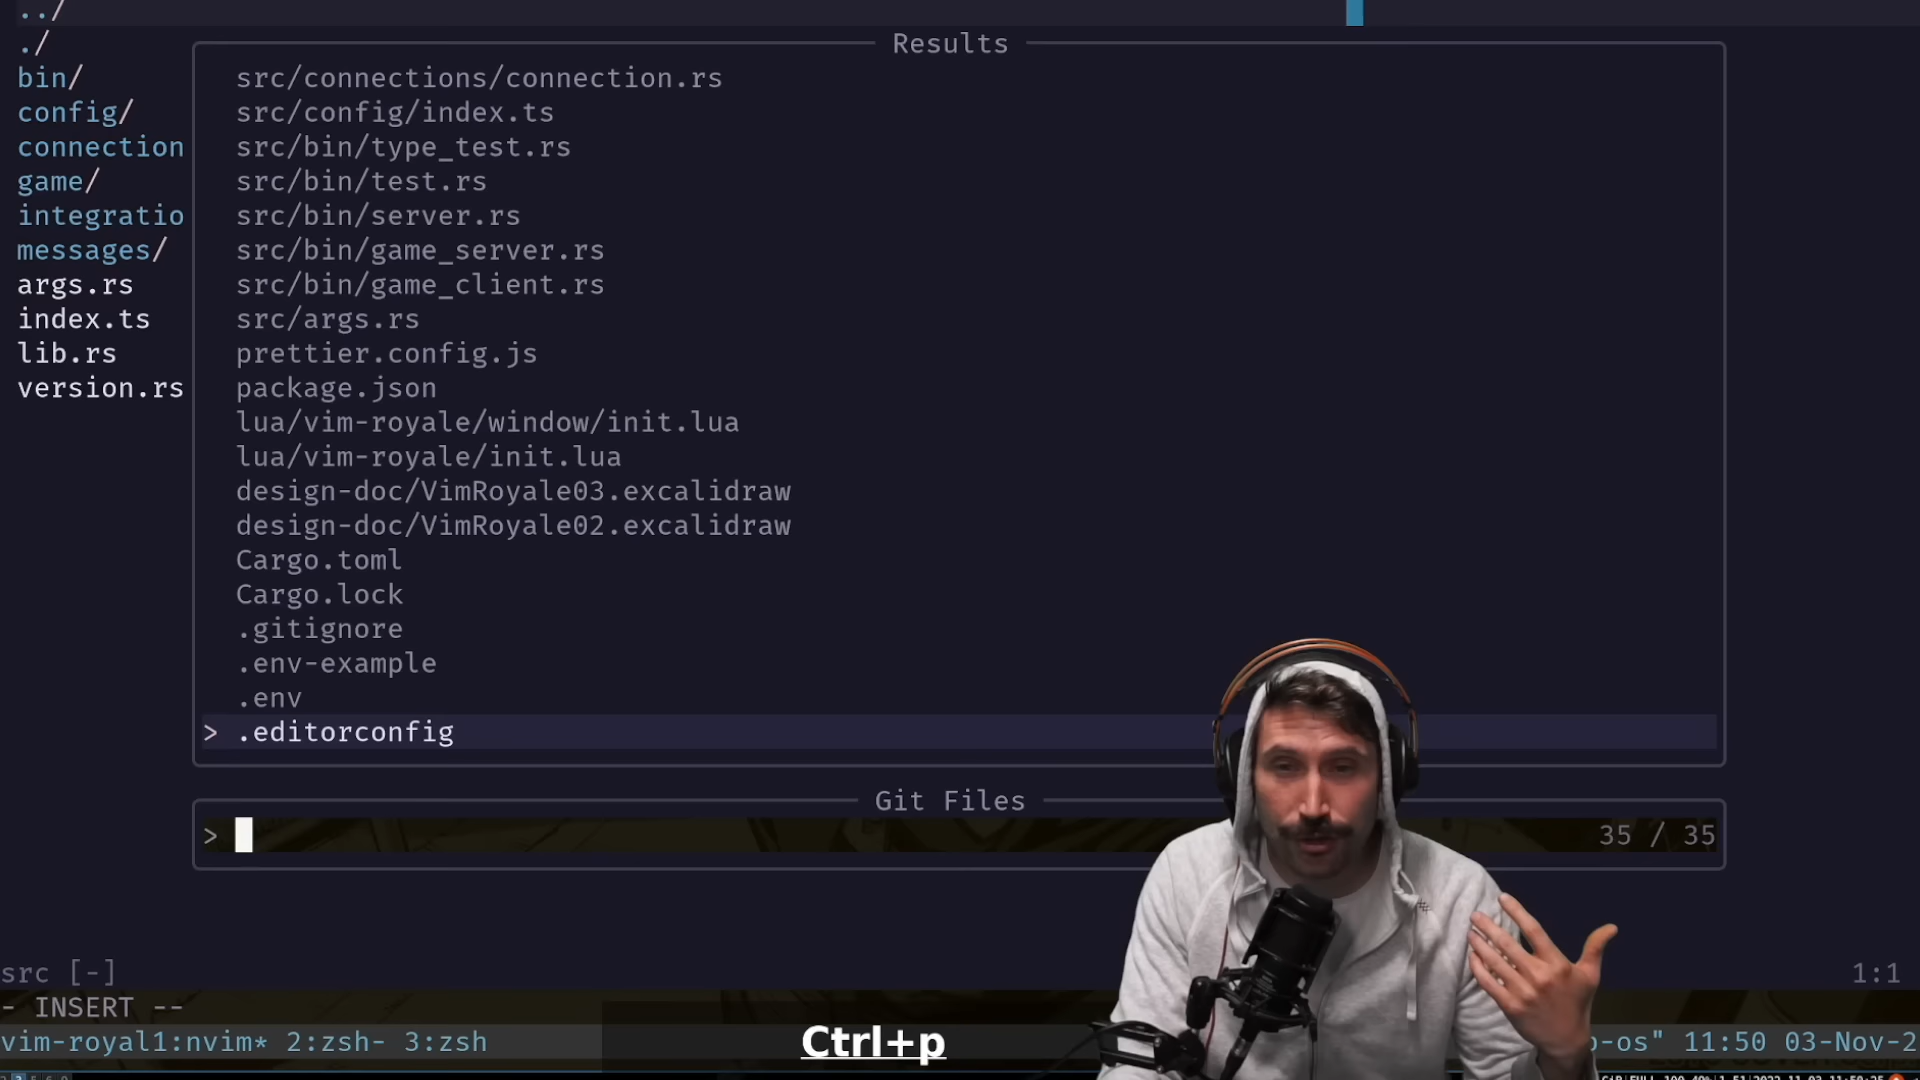 ../
./
bin/
config/
connection
game/
integratio
messages/
args.rs
index.ts
lib.rs
version.rs
Results
src/connections/connection.rs
src/config/index.ts
src/bin/type_test.rs
src/bin/test.rs
src/bin/server.rs
src/bin/game_server.rs
src/bin/game_client.rs
src/args.rs
prettier.config.js
package.json
lua/vim-royale/window/init.lua
lua/vim-royale/init.lua
design-doc/VimRoyale03.excalidraw
design-doc/VimRoyale02.excalidraw
Cargo.toml
Cargo.lock
.gitignore
.env-example
.env
> .editorconfig
Git Files
> 35 / 35
src [-] 1:1
- INSERT --
vim-royal1:nvim* 2:zsh- 3:zsh
Ctrl+p
-os" 11:50 03-Nov-2